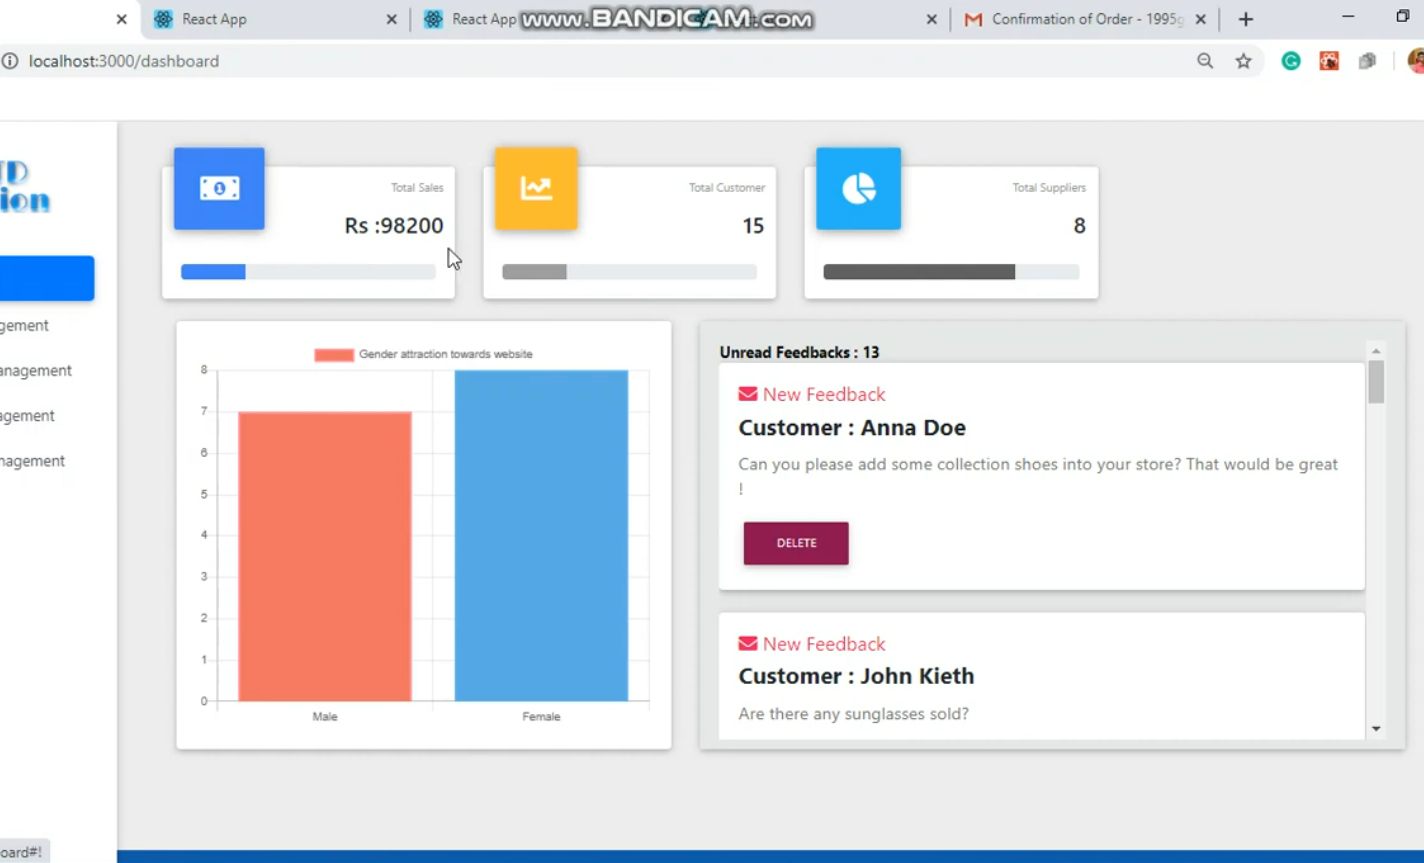 React App
React App
www.BANDICAM.com
Confirmation of Order - 1995g
localhost:3000/dashboard
Total Sales
Rs :98200
Total Customer
15
Total Suppliers
8
gement
anagement
agement
nagement
Gender attraction towards website
8
7
6
5
4
3
2
1
0
Male
Female
Unread Feedbacks : 13
New Feedback
Customer : Anna Doe
Can you please add some collection shoes into your store? That would be great
!
DELETE
New Feedback
Customer : John Kieth
Are there any sunglasses sold?
oard#!